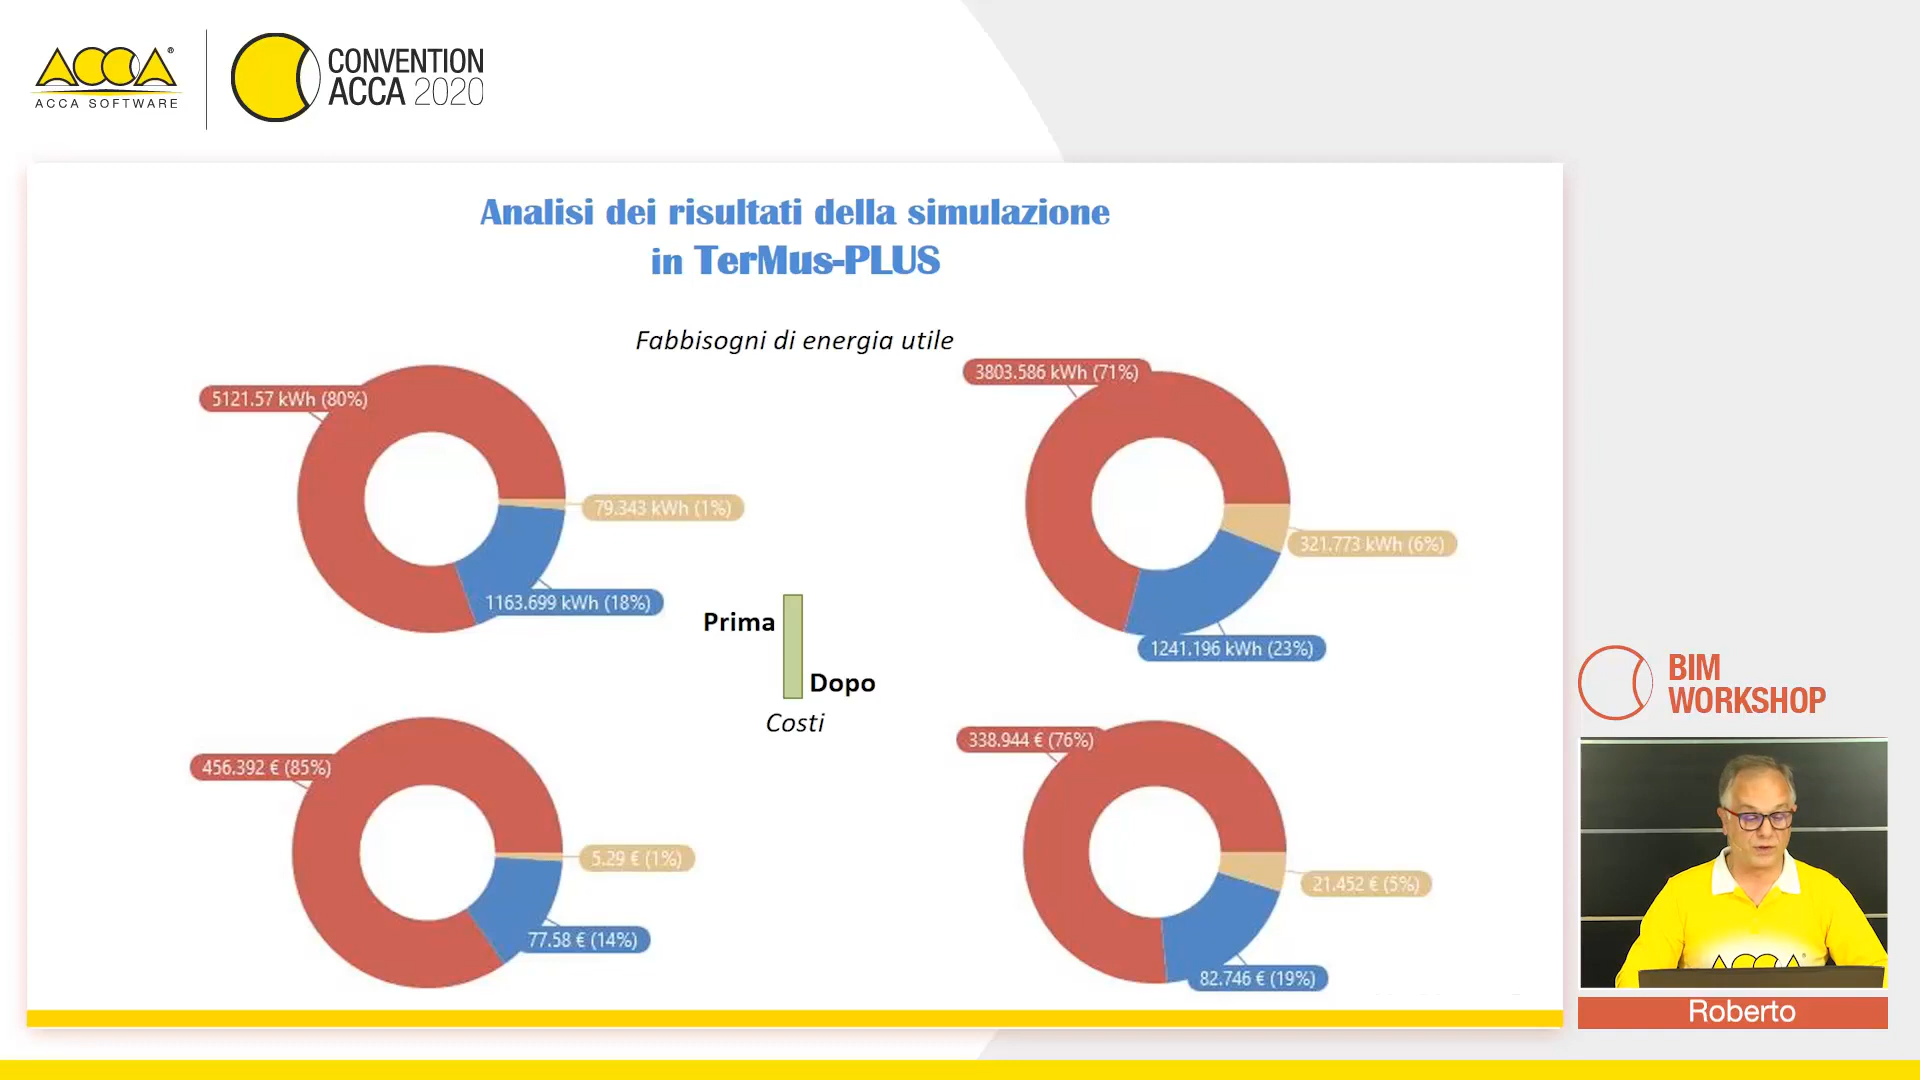 ACCA®
ACCA SOFTWARE
CONVENTION
ACCA 2020
Analisi dei risultati della simulazione
in TerMus-PLUS
Fabbisogni di energia utile
5121.57 kWh (80%)
79.343 kWh (1%)
1163.699 kWh (18%)
3803.586 kWh (71%)
321.773 kWh (6%)
1241.196 kWh (23%)
Prima
Dopo
Costi
456.392 € (85%)
5.29 € (1%)
77.58 € (14%)
338.944 € (76%)
21.452 € (5%)
82.746 € (19%)
BIM
WORKSHOP
ACCA
Roberto